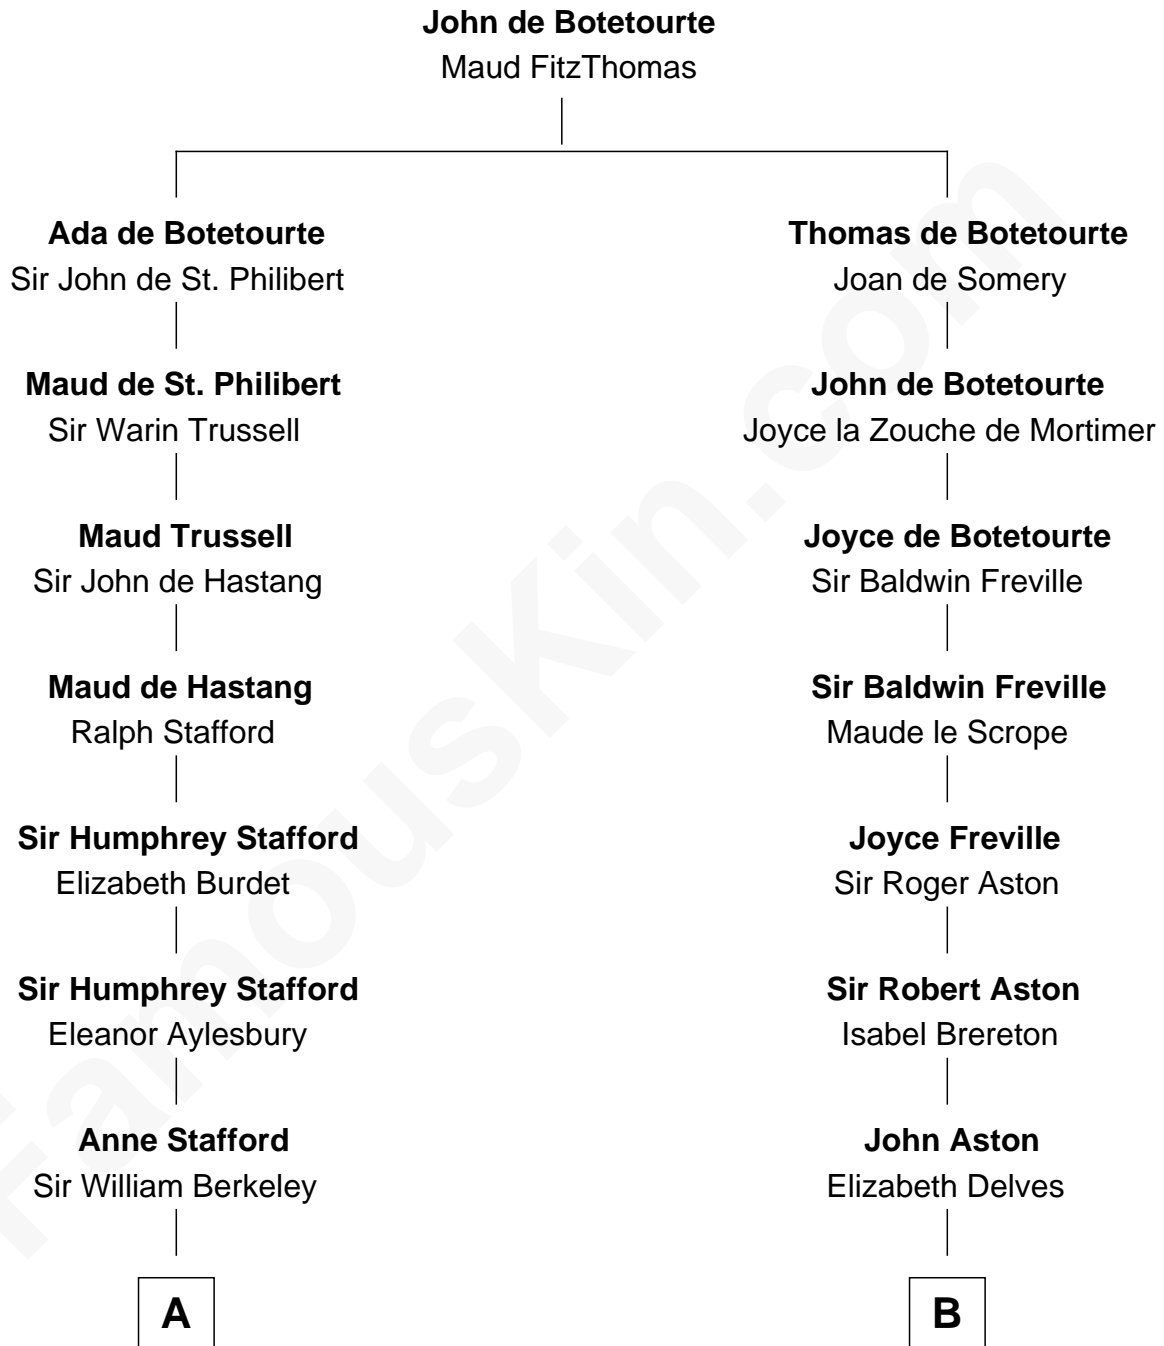 John de Botetourte
Maud FitzThomas
Ada de Botetourte
Sir John de St. Philibert
Maud de St. Philibert
Sir Warin Trussell
Maud Trussell
Sir John de Hastang
Maud de Hastang
Ralph Stafford
Sir Humphrey Stafford
Elizabeth Burdet
Sir Humphrey Stafford
Eleanor Aylesbury
Anne Stafford
Sir William Berkeley
A
Thomas de Botetourte
Joan de Somery
John de Botetourte
Joyce la Zouche de Mortimer
Joyce de Botetourte
Sir Baldwin Freville
Sir Baldwin Freville
Maude le Scrope
Joyce Freville
Sir Roger Aston
Sir Robert Aston
Isabel Brereton
John Aston
Elizabeth Delves
B
FamousKin.com